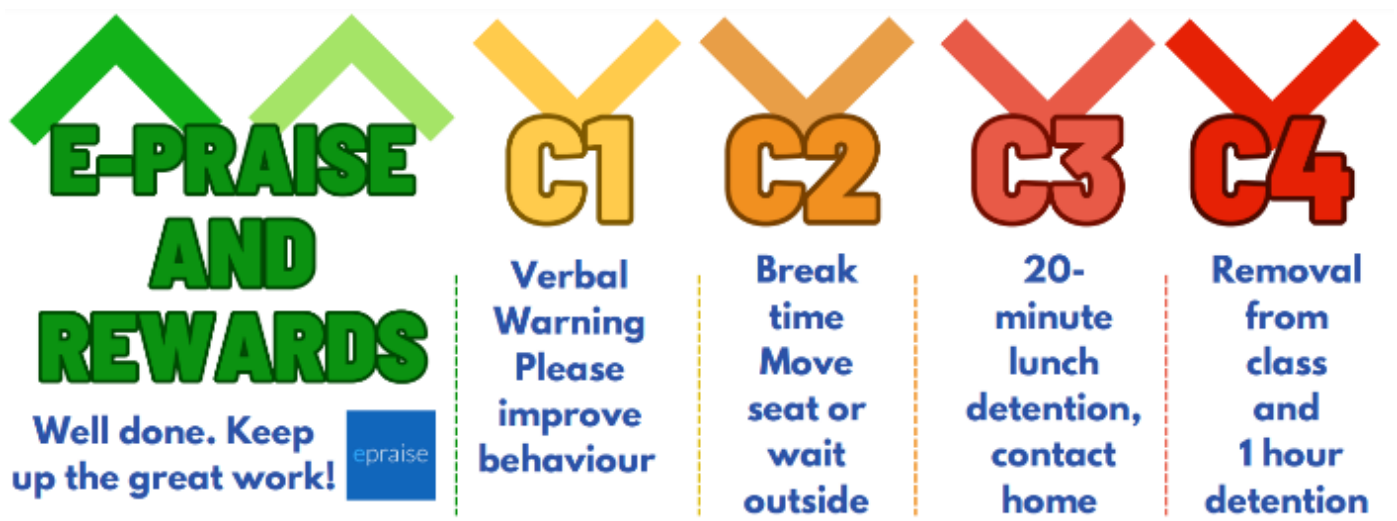 E-PRAISE
AND
REWARDS
Well done. Keep
up the great work!
epraise
C1
Verbal
Warning
Please
improve
behaviour
C2
Break
time
Move
seat or
wait
outside
C3
20-
minute
lunch
detention,
contact
home
C4
Removal
from
class
and
1 hour
detention